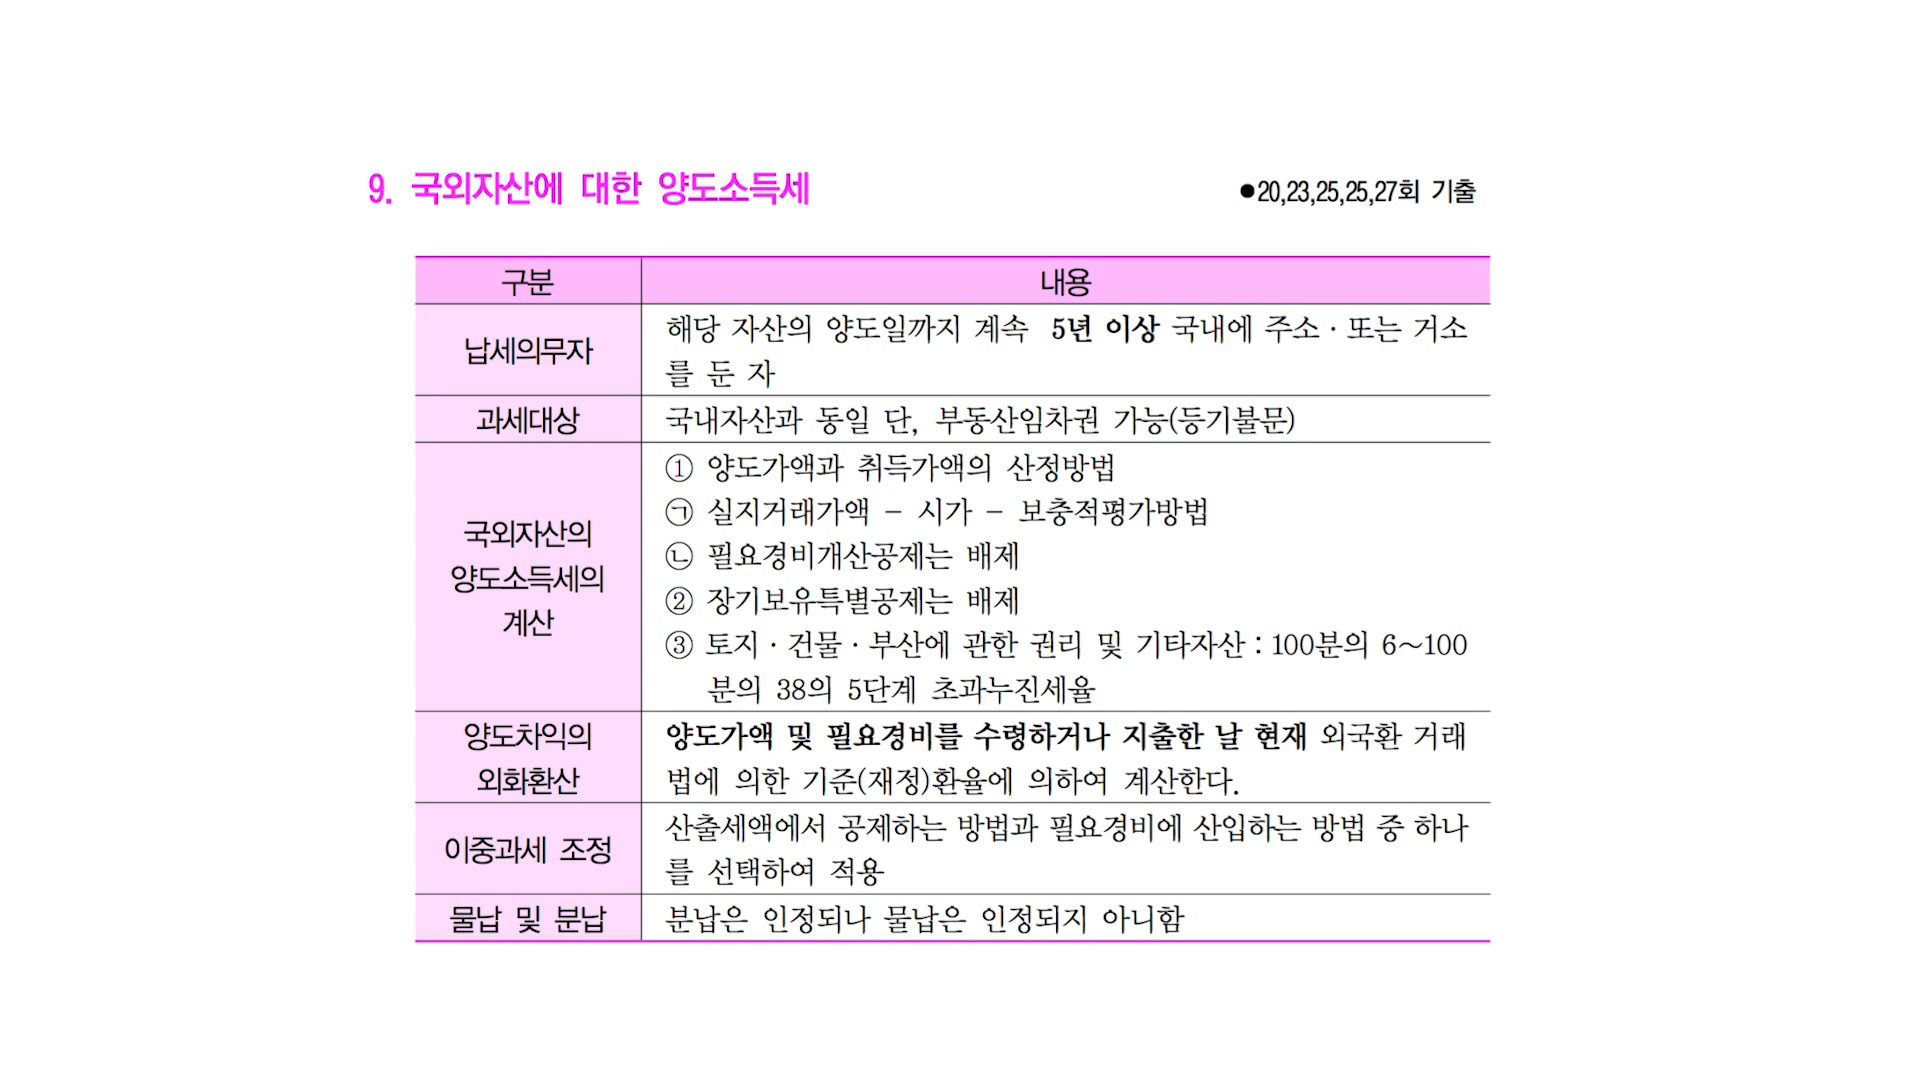 9. 국외자산에 대한 양도소득세
●20,23,25,25,27회 기출
구분
내용
납세의무자
해당 자산의 양도일까지 계속 5년 이상 국내에 주소·또는 거소
를 둔 자
과세대상
국내자산과 동일 단, 부동산임차권 가능(등기불문)
국외자산의
양도소득세의
계산
① 양도가액과 취득가액의 산정방법
㉠ 실지거래가액 - 시가 - 보충적평가방법
㉡ 필요경비개산공제는 배제
② 장기보유특별공제는 배제
③ 토지·건물·부산에 관한 권리 및 기타자산 : 100분의 6~100
분의 38의 5단계 초과누진세율
양도차익의
외화환산
양도가액 및 필요경비를 수령하거나 지출한 날 현재 외국환 거래
법에 의한 기준(재정)환율에 의하여 계산한다.
이중과세 조정
산출세액에서 공제하는 방법과 필요경비에 산입하는 방법 중 하나
를 선택하여 적용
물납 및 분납
분납은 인정되나 물납은 인정되지 아니함